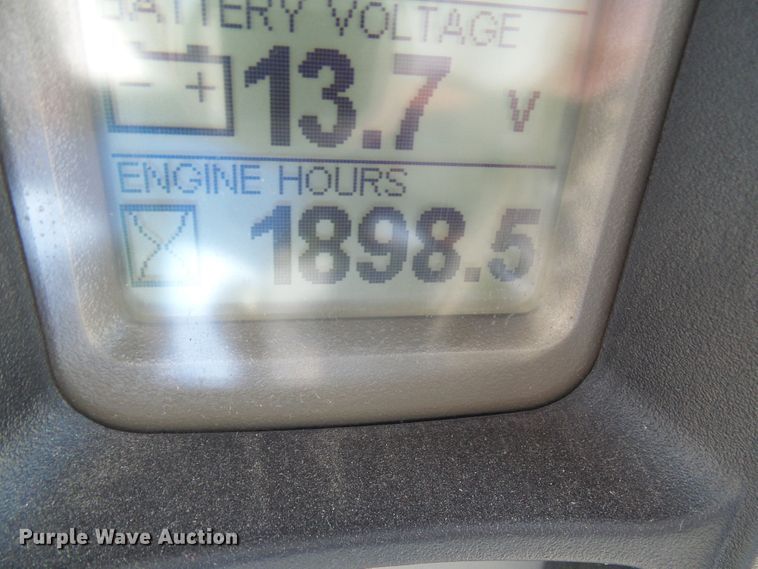 BATTERY VOLTAGE
- + 13.7 V
ENGINE HOURS
1898.5
Purple Wave Auction®